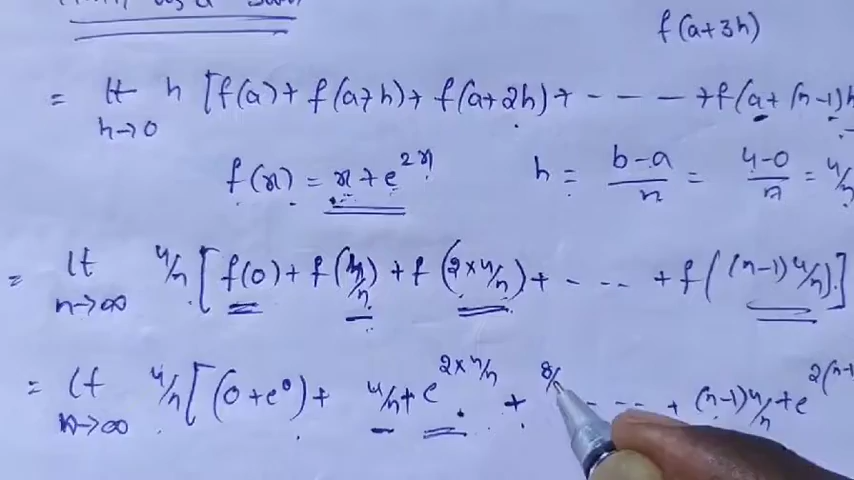 f(a+3h)
= lt h→0 h [f(a)+ f(a+h)+ f(a+2h)+ ----- +f(a+(n-1)h
f(x) = x + e^2x h = b-a/n = 4-0/n = 4/n
= lt n→∞ 4/n [f(0)+ f(4/n) + f(2×4/n)+ ---- +f((n-1)4/n)]
= lt n→∞ 4/n [(0+e^0)+ 4/n+e^2×4/n + 8/ ---- + (n-1)4/n+e^2(n-1